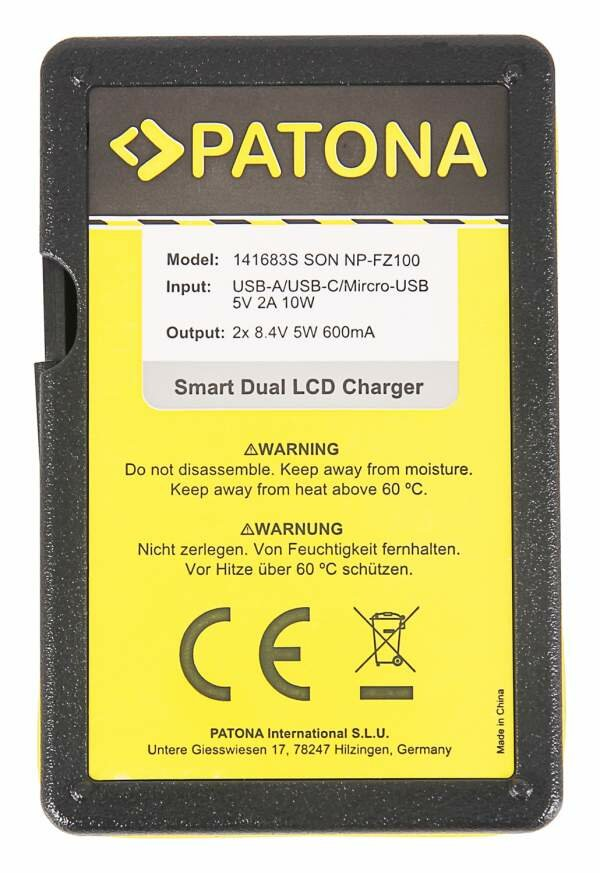 PATONA
Model: 141683S SON NP-FZ100
Input: USB-A/USB-C/Mircro-USB
5V 2A 10W
Output: 2x 8.4V 5W 600mA
Smart Dual LCD Charger
⚠WARNING
Do not disassemble. Keep away from moisture.
Keep away from heat above 60 ºC.
⚠WARNUNG
Nicht zerlegen. Von Feuchtigkeit fernhalten.
Vor Hitze über 60 ºC schützen.
CE
PATONA International S.L.U.
Untere Giesswiesen 17, 78247 Hilzingen, Germany
Made in China